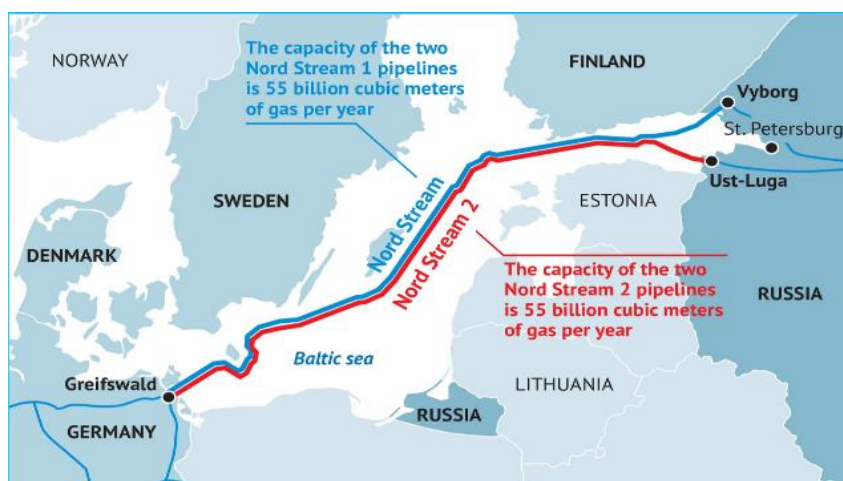 NORWAY
The capacity of the two
Nord Stream 1 pipelines
is 55 billion cubic meters
of gas per year
FINLAND
Vyborg
St. Petersburg
Ust-Luga
SWEDEN
ESTONIA
Nord Stream
Nord Stream 2
DENMARK
The capacity of the two
Nord Stream 2 pipelines
is 55 billion cubic meters
of gas per year
RUSSIA
Baltic sea
LITHUANIA
Greifswald
RUSSIA
GERMANY